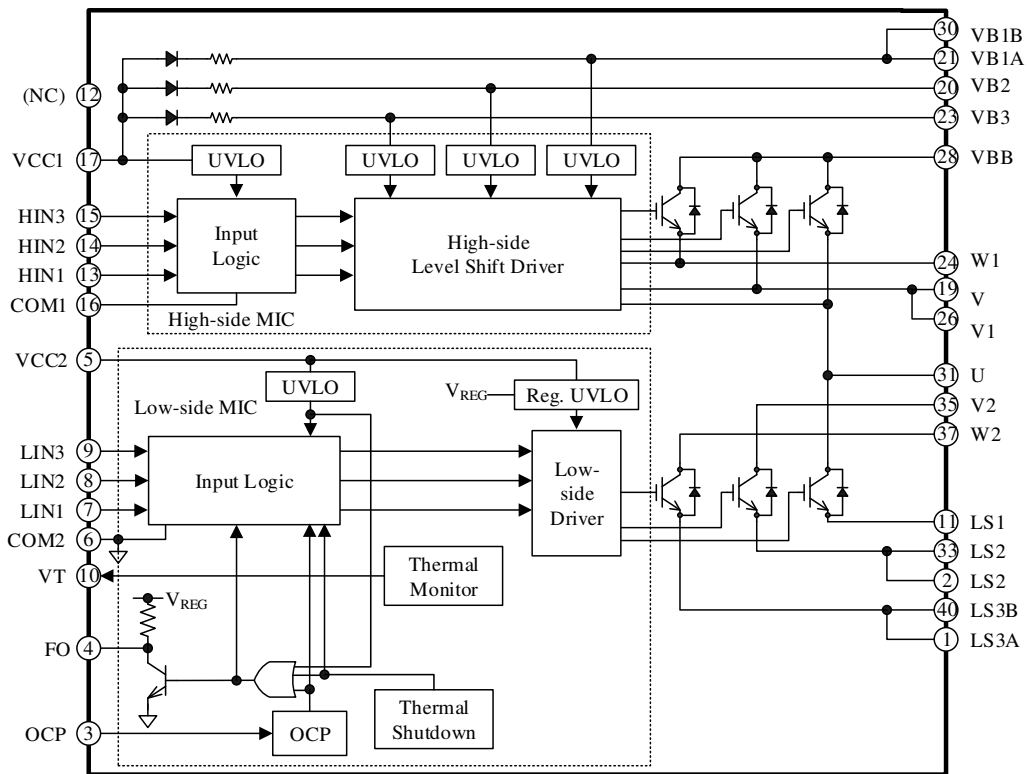 30 VB1B
21 VB1A
(NC) 12
20 VB2
23 VB3
VCC1 17
UVLO UVLO UVLO UVLO
28 VBB
HIN3 15
HIN2 14
HIN1 13
COM1 16
Input
Logic
High-side
Level Shift Driver
High-side MIC
24 W1
19 V
26 V1
VCC2 5
UVLO
VREG
Reg. UVLO
31 U
Low-side MIC
35 V2
37 W2
LIN3 9
LIN2 8
LIN1 7
COM2 6
Input Logic
Low-
side
Driver
11 LS1
33 LS2
2 LS2
40 LS3B
1 LS3A
VT 10
Thermal
Monitor
VREG
FO 4
Thermal
Shutdown
OCP 3
OCP